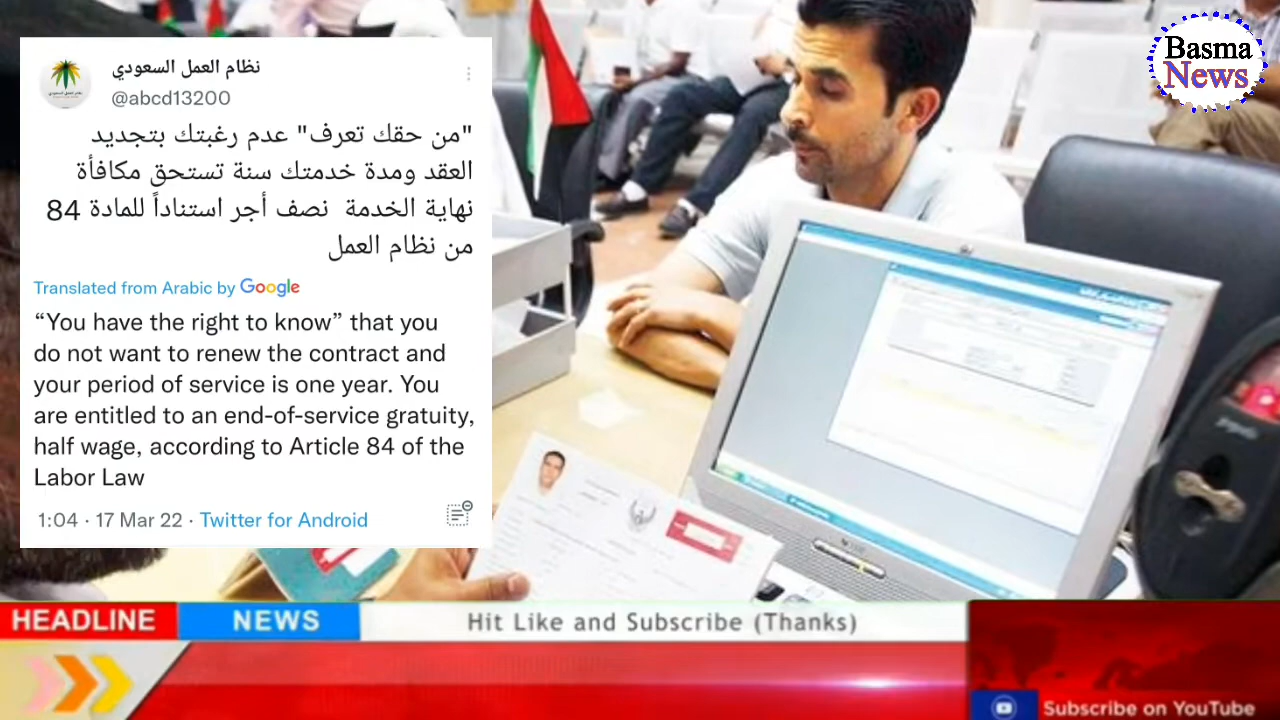 Basma
News
نظام العمل السعودي
@abcd13200
"من حقك تعرف" عدم رغبتك بتجديد
العقد ومدة خدمتك سنة تستحق مكافأة
نهاية الخدمة نصف أجر استناداً للمادة 84
من نظام العمل
Translated from Arabic by Google
“You have the right to know” that you
do not want to renew the contract and
your period of service is one year. You
are entitled to an end-of-service gratuity,
half wage, according to Article 84 of the
Labor Law
1:04 · 17 Mar 22 · Twitter for Android
HEADLINE NEWS Hit Like and Subscribe (Thanks)
Subscribe on YouTube